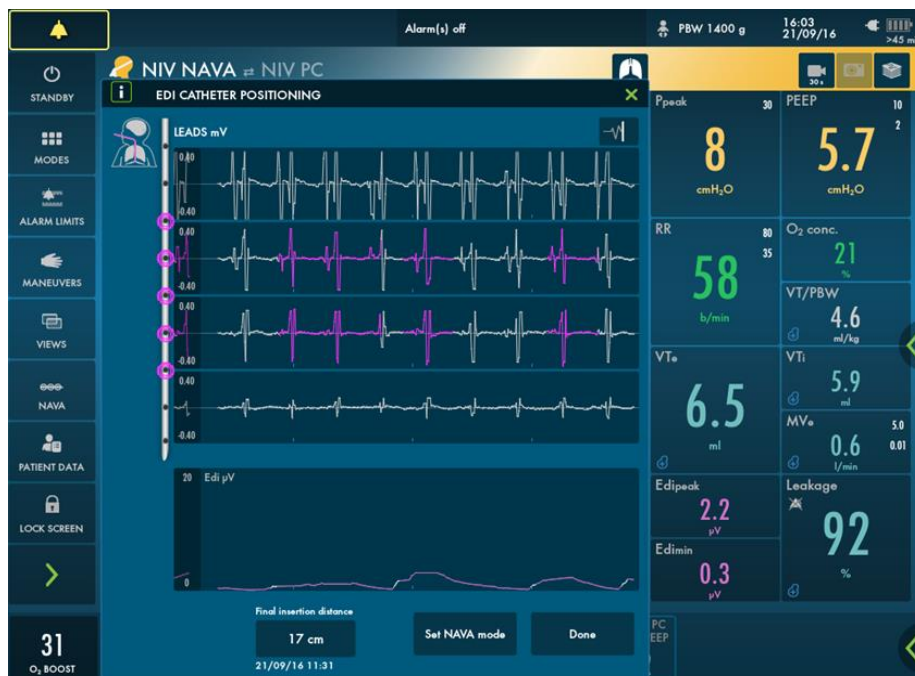 Alarm(s) off
PBW 1400 g
16:03
21/09/16
>45 m
STANDBY
MODES
ALARM LIMITS
MANEUVERS
VIEWS
NAVA
PATIENT DATA
LOCK SCREEN
31
O₂ BOOST
NIV NAVA ⇄ NIV PC
30 s
i EDI CATHETER POSITIONING
LEADS mV
0.40
-0.40
0.40
-0.40
0.40
-0.40
0.40
-0.40
20 Edi µV
0
Final insertion distance
17 cm
21/09/16 11:31
Set NAVA mode
Done
Ppeak 30
8
cmH₂O
PEEP 10
2
5.7
cmH₂O
RR 80
35
58
b/min
O₂ conc.
21
%
VT/PBW
4.6
ml/kg
VTe
6.5
ml
VTi
5.9
ml
MVe 5.0
0.01
0.6
l/min
Edipeak
2.2
µV
Edimin
0.3
µV
Leakage
92
%
PC
EEP